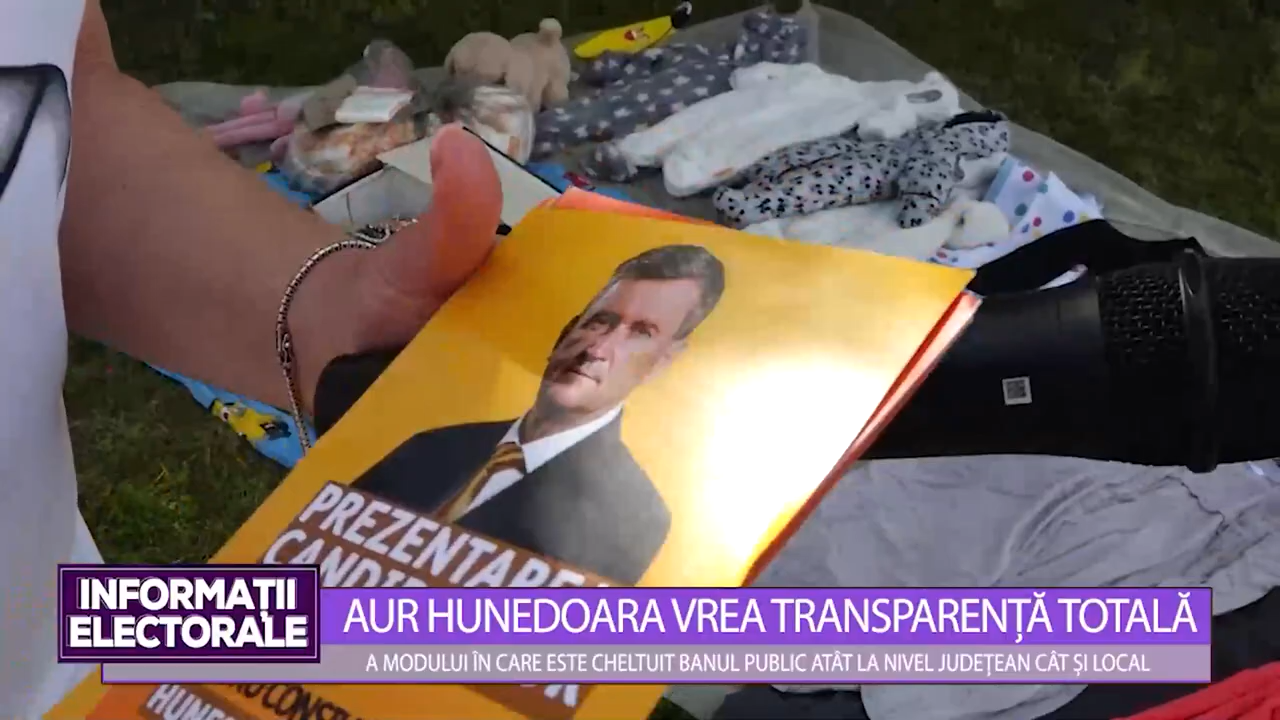 PREZENTARE
INFORMAȚII
ELECTORALE
AUR HUNEDOARA VREA TRANSPARENȚĂ TOTALĂ
A MODULUI ÎN CARE ESTE CHELTUIT BANUL PUBLIC ATÂT LA NIVEL JUDEȚEAN CÂT ȘI LOCAL